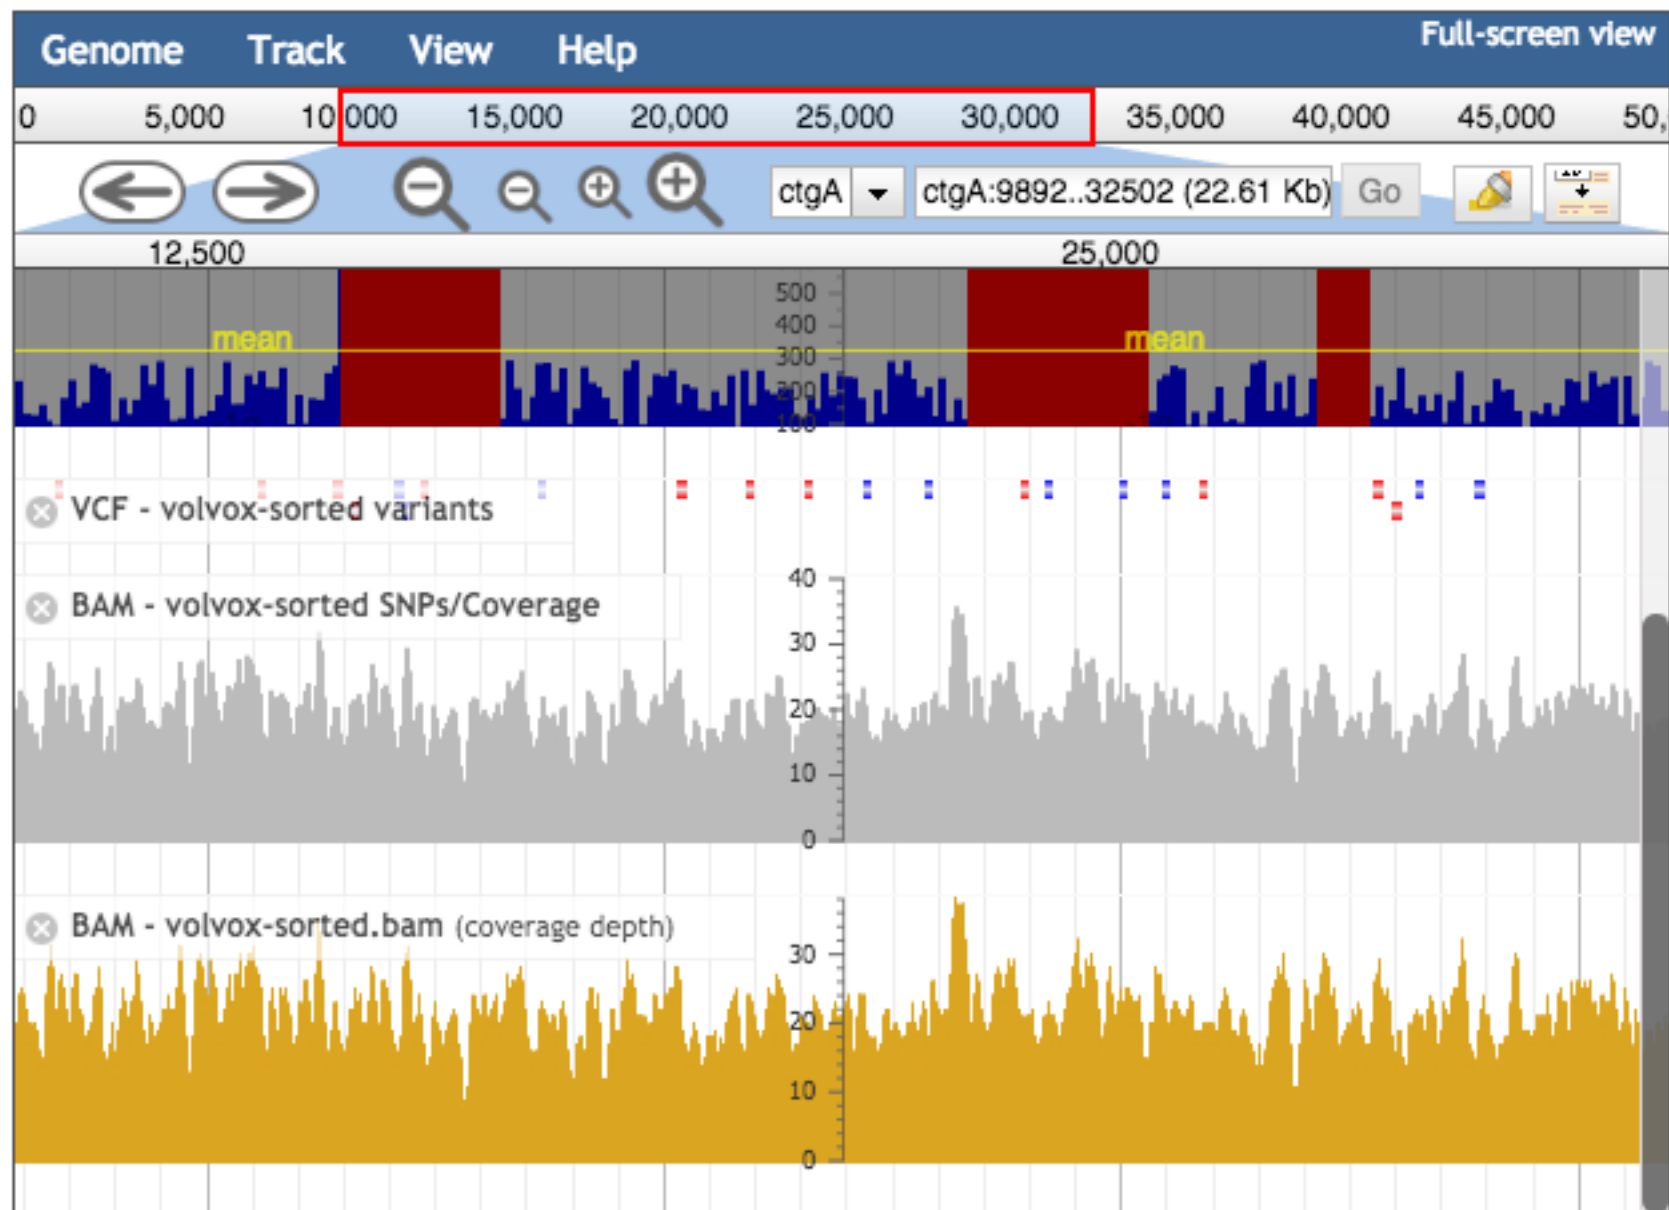 Genome Track View Help Full-screen view
0 5,000 10,000 15,000 20,000 25,000 30,000 35,000 40,000 45,000 50,
ctgA ctgA:9892..32502 (22.61 Kb) Go
12,500 25,000
500
400
mean mean
300
200
100
VCF - volvox-sorted variants
40
BAM - volvox-sorted SNPs/Coverage
30
20
10
0
BAM - volvox-sorted.bam (coverage depth)
30
20
10
0